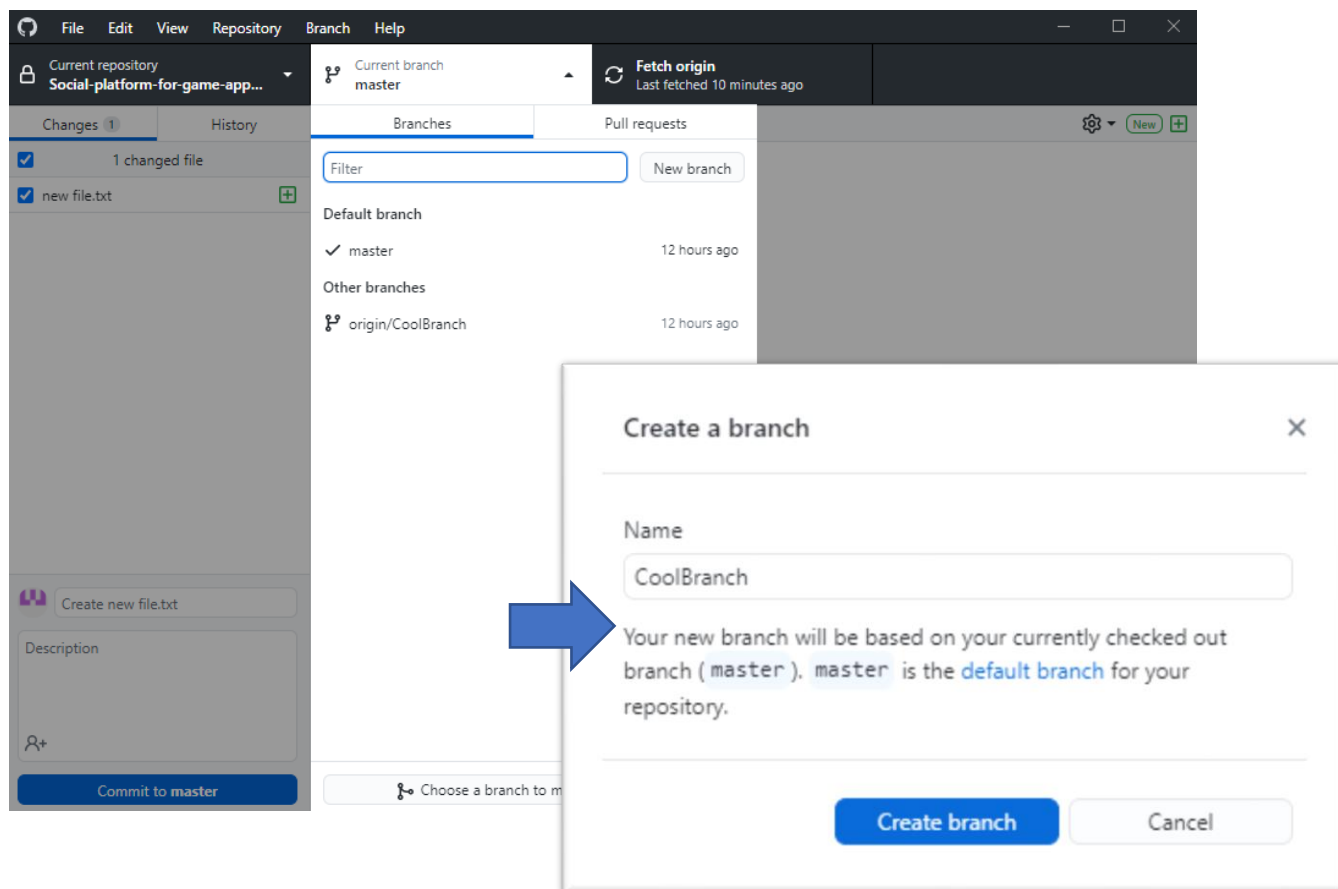 File Edit View Repository Branch Help
Current repository
Social-platform-for-game-app...
Current branch
master
Fetch origin
Last fetched 10 minutes ago
Changes 1 History
Branches Pull requests
New
1 changed file
Filter
New branch
new file.txt
Default branch
master 12 hours ago
Other branches
origin/CoolBranch 12 hours ago
Create new file.txt
Description
Commit to master
Choose a branch to m
Create a branch
Name
CoolBranch
Your new branch will be based on your currently checked out
branch ( master ). master is the default branch for your
repository.
Create branch Cancel